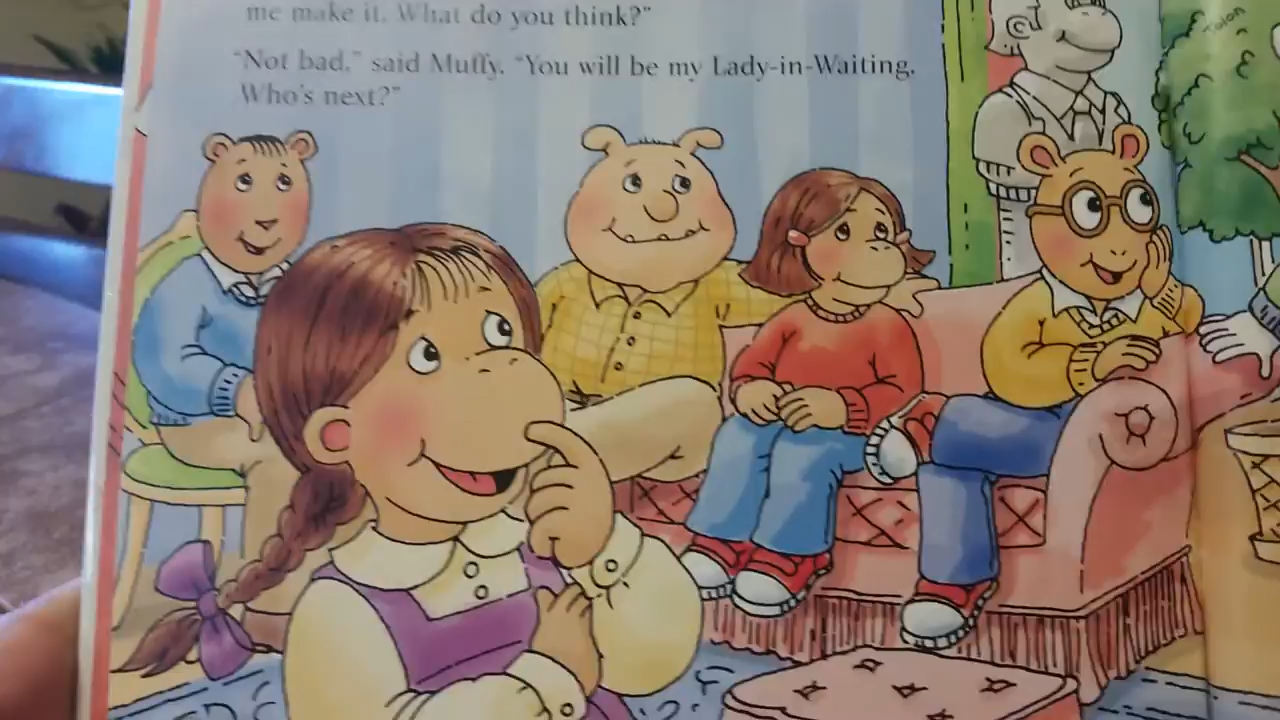 me make it. What do you think?"
"Not bad," said Muffy. "You will be my Lady-in-Waiting.
Who's next?"
Tolon